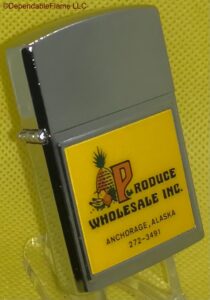 ©DependableFlame LLC
PRODUCE
WHOLESALE INC.
ANCHORAGE, ALASKA
272-3491